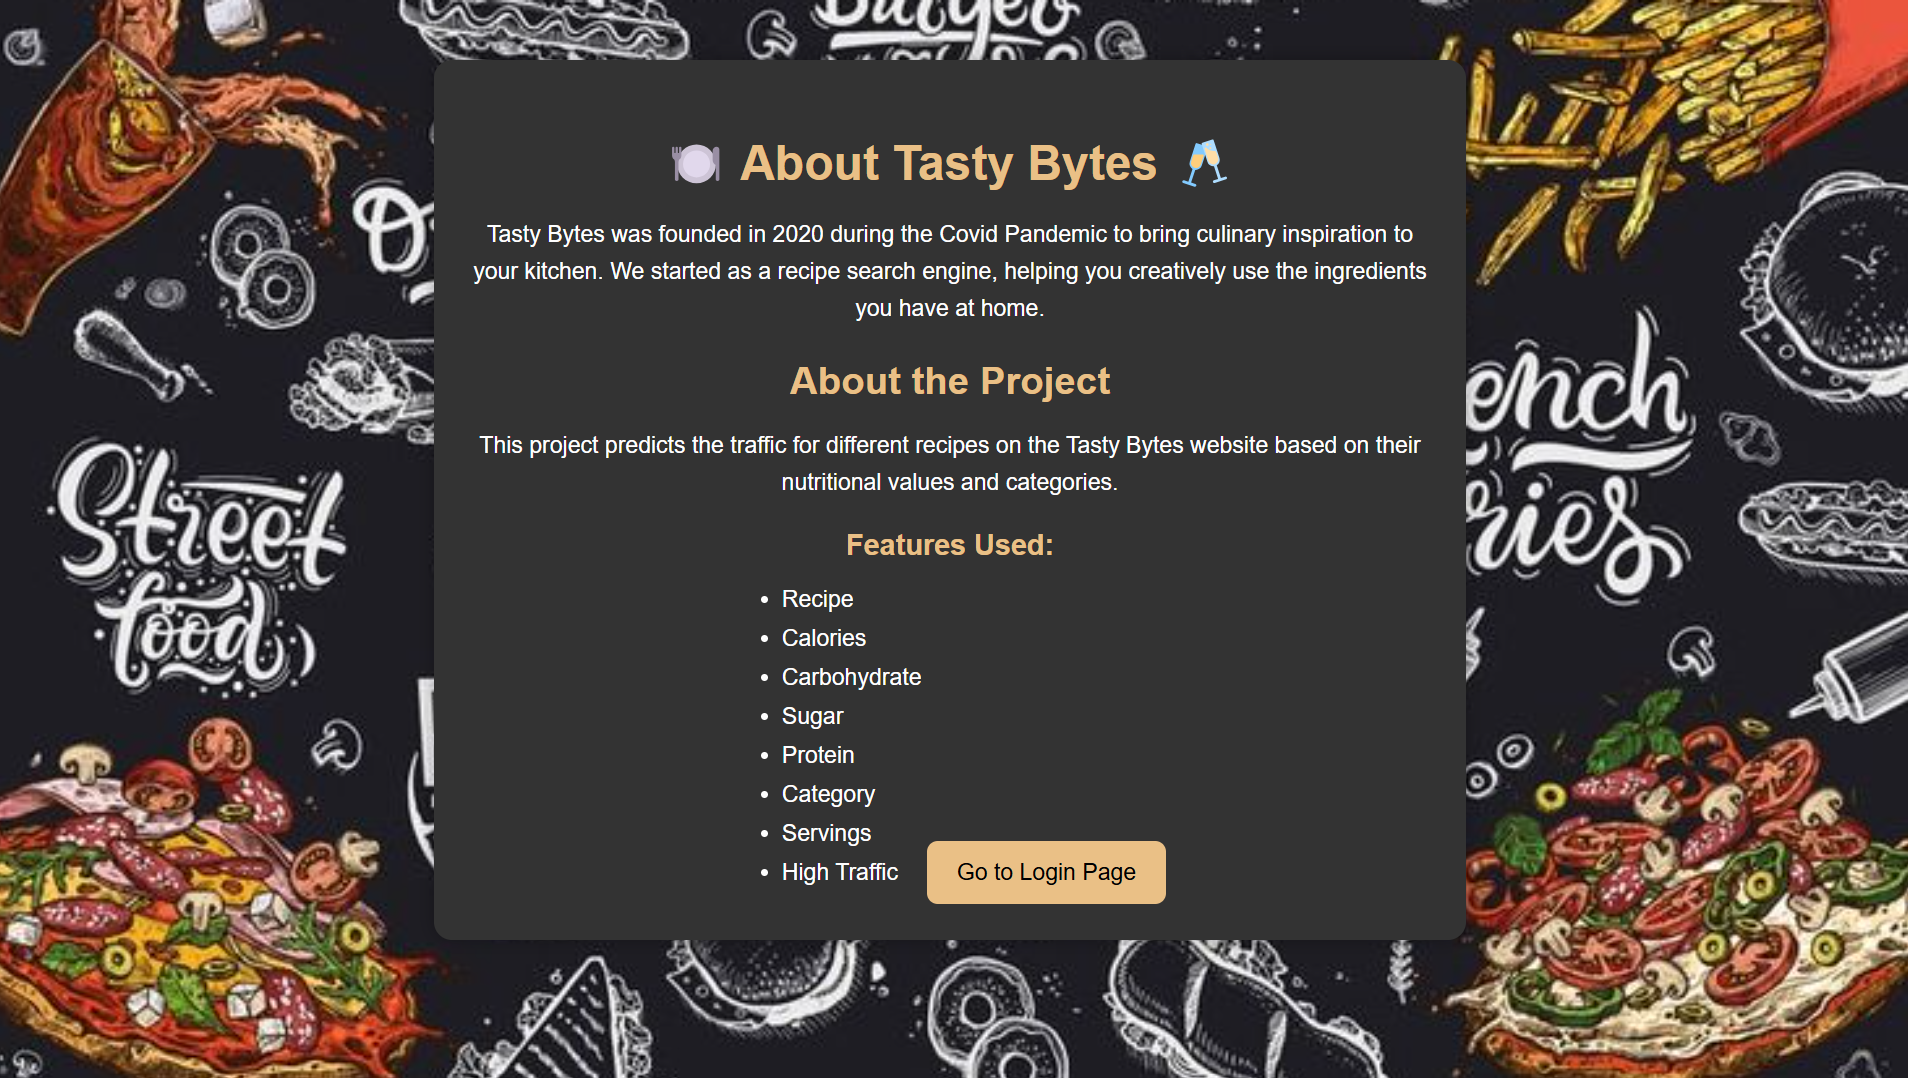 Burger
🍽️ About Tasty Bytes 🥂
Tasty Bytes was founded in 2020 during the Covid Pandemic to bring culinary inspiration to
your kitchen. We started as a recipe search engine, helping you creatively use the ingredients
you have at home.
About the Project
This project predicts the traffic for different recipes on the Tasty Bytes website based on their
nutritional values and categories.
Features Used:
• Recipe
• Calories
• Carbohydrate
• Sugar
• Protein
• Category
• Servings
• High Traffic
Go to Login Page
Street
food
ench
ries